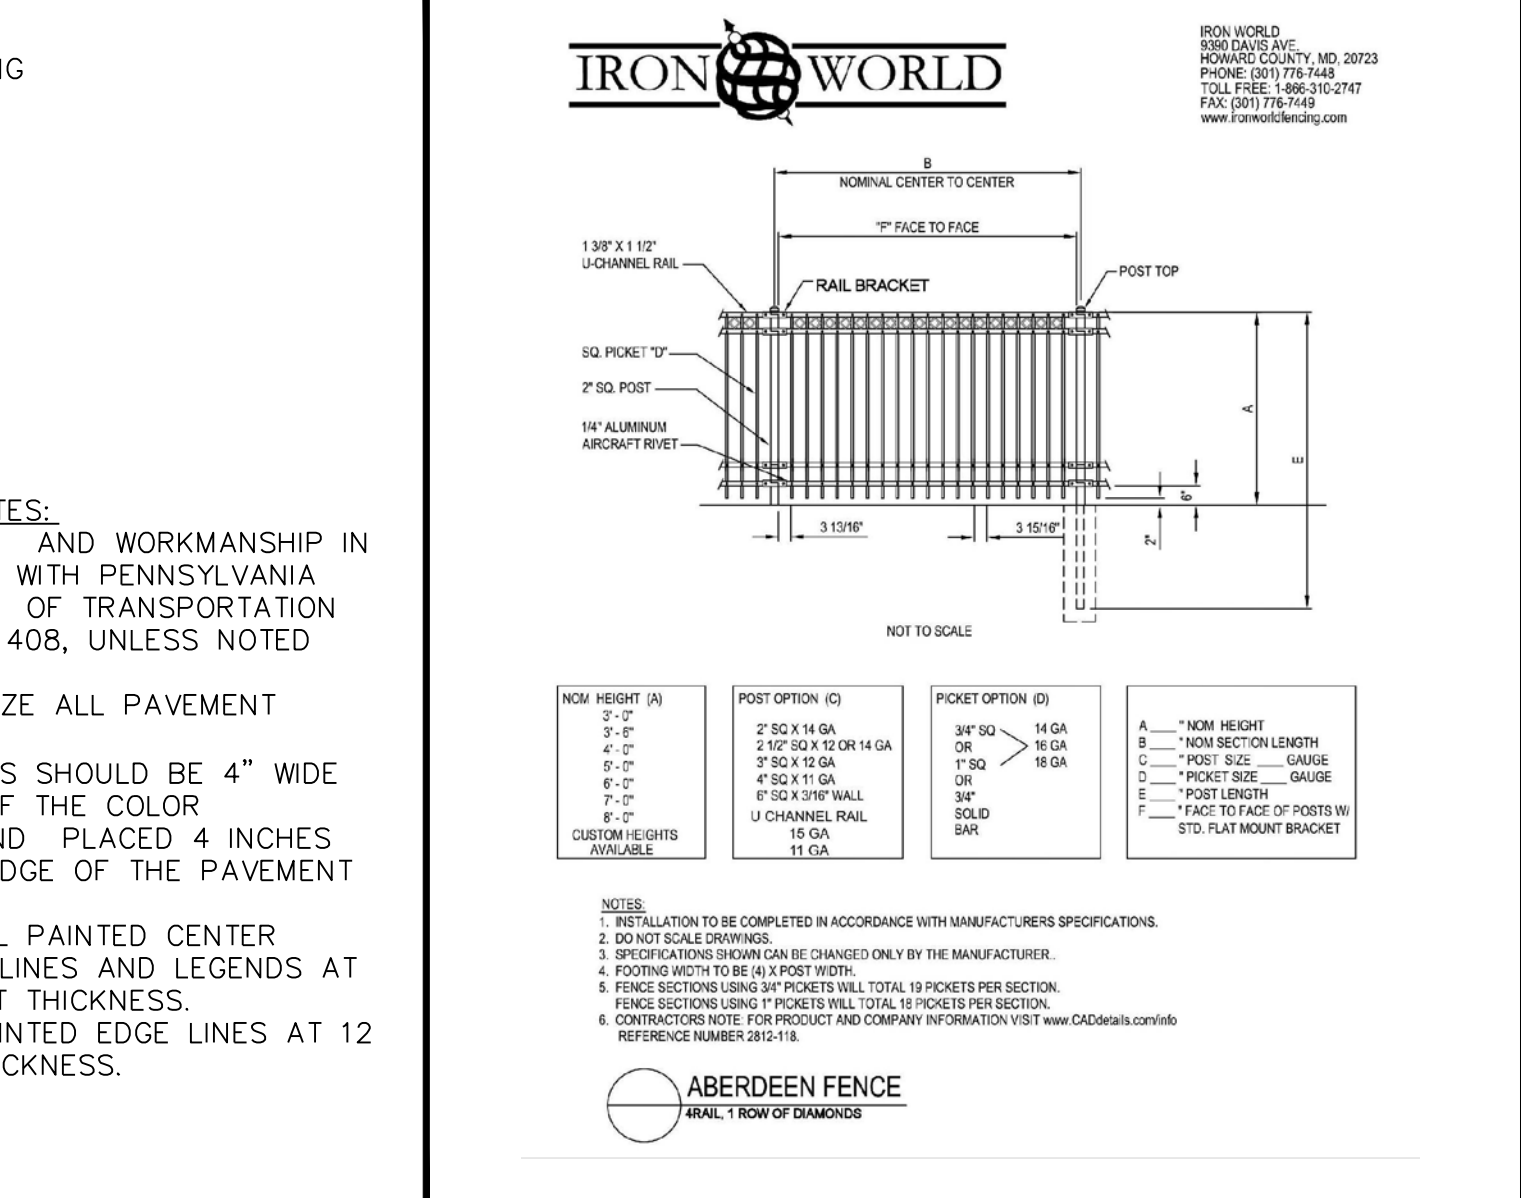 NG
TES:
AND WORKMANSHIP IN
WITH PENNSYLVANIA
OF TRANSPORTATION
408, UNLESS NOTED
ZE ALL PAVEMENT
S SHOULD BE 4" WIDE
F THE COLOR
ND PLACED 4 INCHES
DGE OF THE PAVEMENT
L PAINTED CENTER
LINES AND LEGENDS AT
T THICKNESS.
INTED EDGE LINES AT 12
CKNESS.
IRON WORLD
IRON WORLD
9390 DAVIS AVE.
HOWARD COUNTY, MD, 20723
PHONE: (301) 776-7448
TOLL FREE: 1-866-310-2747
FAX: (301) 776-7449
www.ironworldfencing.com
B
NOMINAL CENTER TO CENTER
"F" FACE TO FACE
1 3/8" X 1 1/2"
U-CHANNEL RAIL
RAIL BRACKET
POST TOP
SQ. PICKET "D"
2" SQ. POST
1/4" ALUMINUM
AIRCRAFT RIVET
A
E
6"
2"
3 13/16"
3 15/16"
NOT TO SCALE
NOM HEIGHT (A)
3'- 0"
3'- 6"
4'- 0"
5'- 0"
6'- 0"
7'- 0"
8'- 0"
CUSTOM HEIGHTS
AVAILABLE
POST OPTION (C)
2" SQ X 14 GA
2 1/2" SQ X 12 OR 14 GA
3" SQ X 12 GA
4" SQ X 11 GA
6" SQ X 3/16" WALL
U CHANNEL RAIL
15 GA
11 GA
PICKET OPTION (D)
3/4" SQ 14 GA
OR 16 GA
1" SQ 18 GA
OR
3/4"
SOLID
BAR
A ____ " NOM HEIGHT
B ____ " NOM SECTION LENGTH
C ____ " POST SIZE ____ GAUGE
D ____ " PICKET SIZE ____ GAUGE
E ____ " POST LENGTH
F ____ " FACE TO FACE OF POSTS W/
STD. FLAT MOUNT BRACKET
NOTES:
1. INSTALLATION TO BE COMPLETED IN ACCORDANCE WITH MANUFACTURERS SPECIFICATIONS.
2. DO NOT SCALE DRAWINGS.
3. SPECIFICATIONS SHOWN CAN BE CHANGED ONLY BY THE MANUFACTURER..
4. FOOTING WIDTH TO BE (4) X POST WIDTH.
5. FENCE SECTIONS USING 3/4" PICKETS WILL TOTAL 19 PICKETS PER SECTION.
FENCE SECTIONS USING 1" PICKETS WILL TOTAL 18 PICKETS PER SECTION.
6. CONTRACTORS NOTE: FOR PRODUCT AND COMPANY INFORMATION VISIT www.CADdetails.com/info
REFERENCE NUMBER 2812-118.
ABERDEEN FENCE
4RAIL, 1 ROW OF DIAMONDS